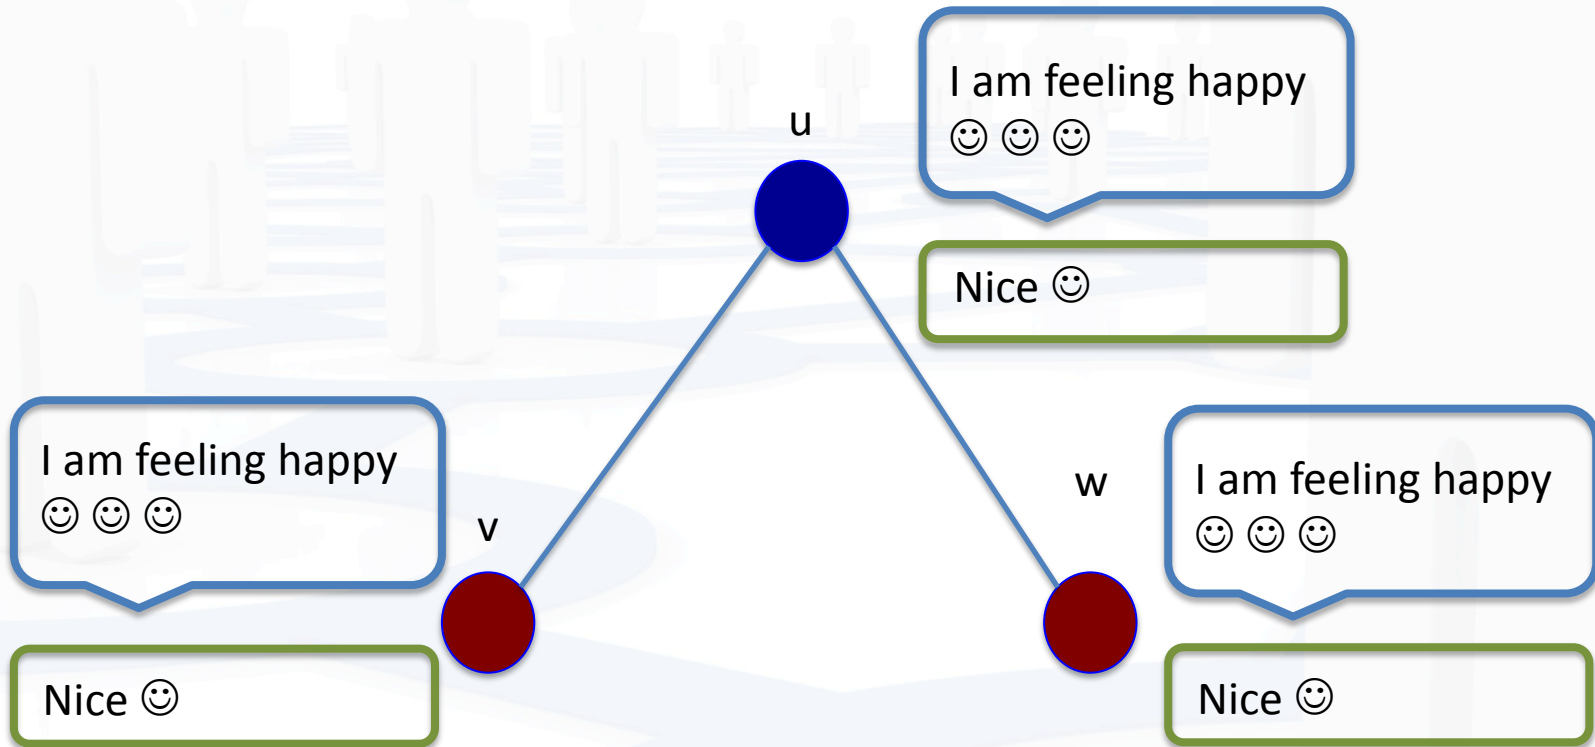 u
I am feeling happy
☺ ☺ ☺
Nice ☺
v
I am feeling happy
☺ ☺ ☺
Nice ☺
w
I am feeling happy
☺ ☺ ☺
Nice ☺